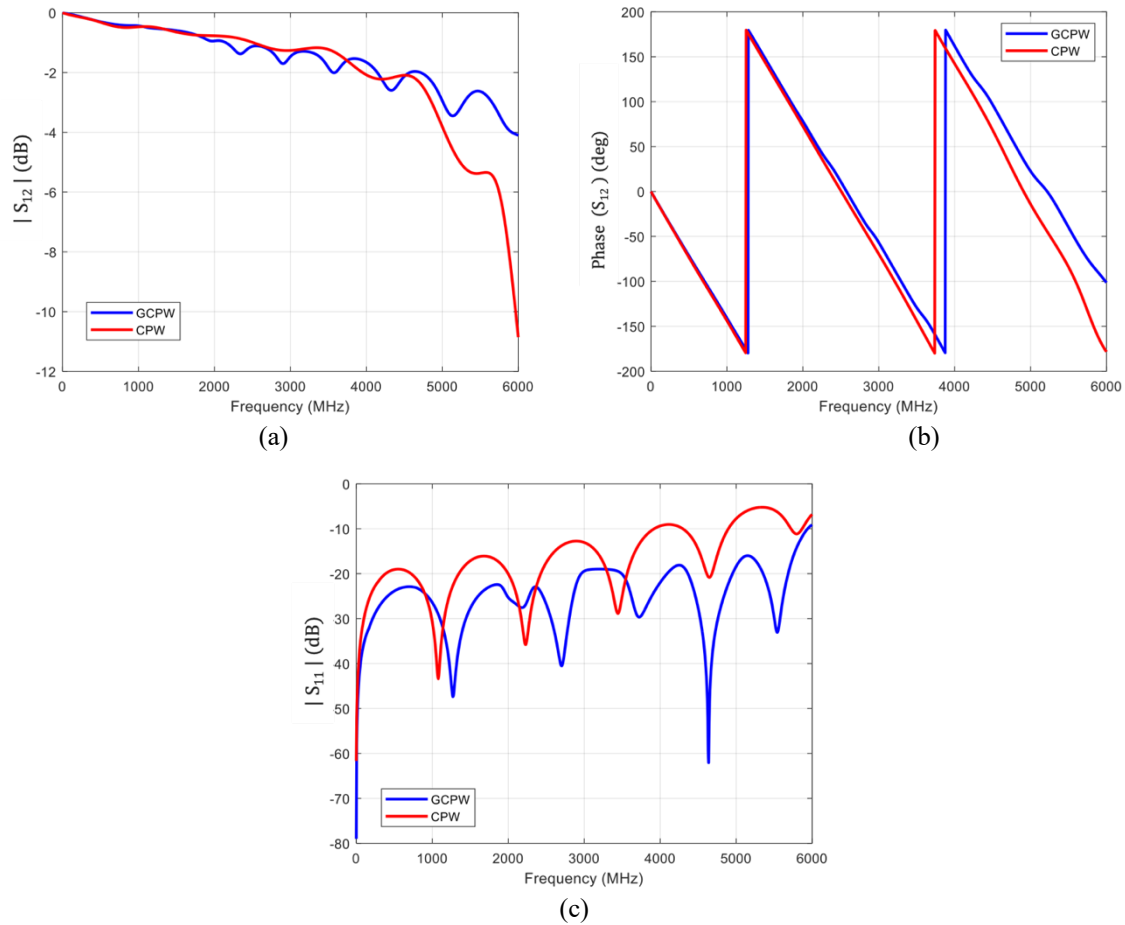 0
-2
-4
-6
-8
-10
-12
| S12 | (dB)
GCPW
CPW
0 1000 2000 3000 4000 5000 6000
Frequency (MHz)
(a)
200
150
100
50
0
-50
-100
-150
-200
Phase (S12 ) (deg)
GCPW
CPW
0 1000 2000 3000 4000 5000 6000
Frequency (MHz)
(b)
0
-10
-20
-30
-40
-50
-60
-70
-80
| S11 | (dB)
GCPW
CPW
0 1000 2000 3000 4000 5000 6000
Frequency (MHz)
(c)